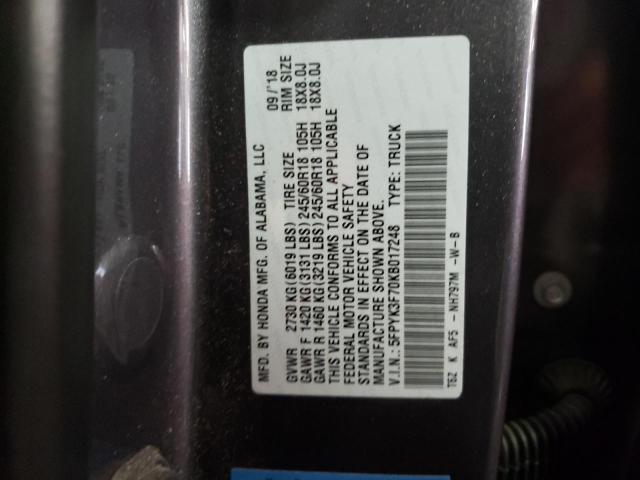 MFD. BY HONDA MFG. OF ALABAMA, LLC 09/'18
GVWR 2730 KG(6019 LBS) TIRE SIZE RIM SIZE
GAWR F 1420 KG(3131 LBS)245/60R18 105H 18X8.0J
GAWR R 1460 KG(3219 LBS)245/60R18 105H 18X8.0J
THIS VEHICLE CONFORMS TO ALL APPLICABLE
FEDERAL MOTOR VEHICLE SAFETY
STANDARDS IN EFFECT ON THE DATE OF
MANUFACTURE SHOWN ABOVE.
V.I.N.: 5FPYK3F70KB017248 TYPE: TRUCK
T6Z K AF5 - NH797M -W-B